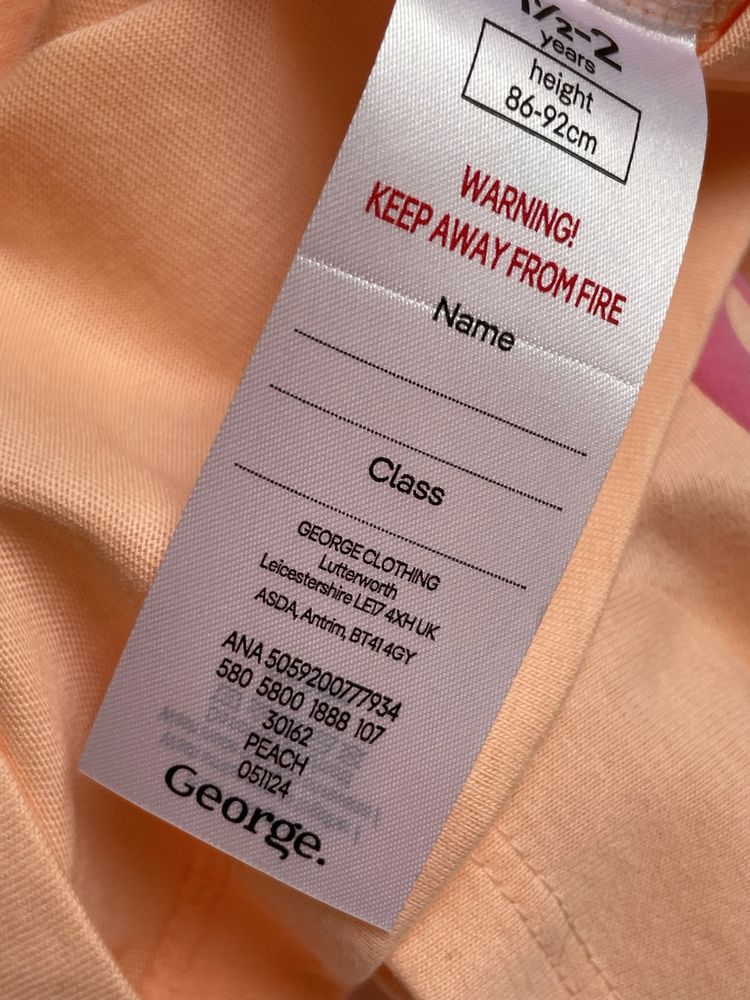 1½-2
years
height
86-92cm
WARNING!
KEEP AWAY FROM FIRE
Name
Class
GEORGE CLOTHING
Lutterworth
Leicestershire LE17 4XH UK
ASDA, Antrim, BT41 4GY
ANA 5059200777934
580 5800 1888 107
30162
PEACH
051124
George.